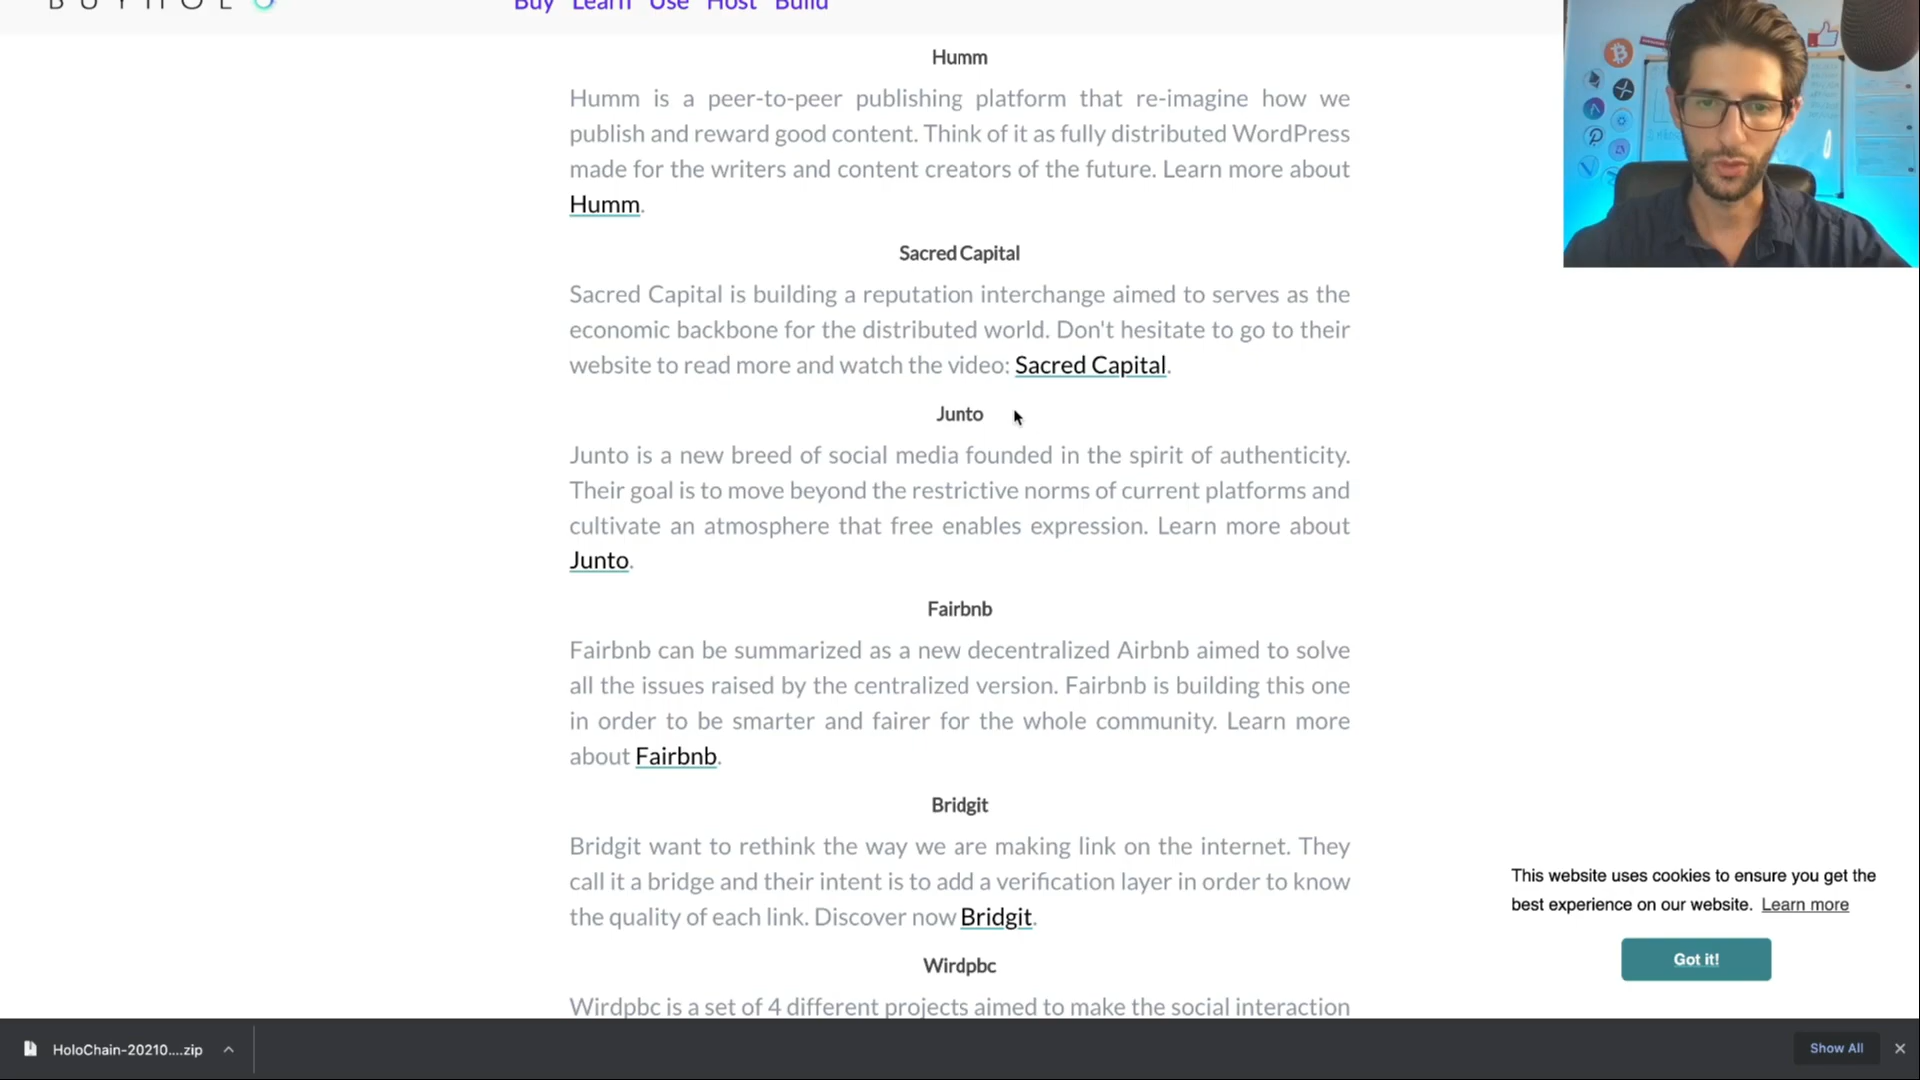 BUYHOLO
Buy Learn Use Host Build
Humm
Humm is a peer-to-peer publishing platform that re-imagine how we
publish and reward good content. Think of it as fully distributed WordPress
made for the writers and content creators of the future. Learn more about
Humm.
Sacred Capital
Sacred Capital is building a reputation interchange aimed to serves as the
economic backbone for the distributed world. Don't hesitate to go to their
website to read more and watch the video: Sacred Capital.
Junto
Junto is a new breed of social media founded in the spirit of authenticity.
Their goal is to move beyond the restrictive norms of current platforms and
cultivate an atmosphere that free enables expression. Learn more about
Junto.
Fairbnb
Fairbnb can be summarized as a new decentralized Airbnb aimed to solve
all the issues raised by the centralized version. Fairbnb is building this one
in order to be smarter and fairer for the whole community. Learn more
about Fairbnb.
Bridgit
Bridgit want to rethink the way we are making link on the internet. They
call it a bridge and their intent is to add a verification layer in order to know
the quality of each link. Discover now Bridgit.
Wirdpbc
Wirdpbc is a set of 4 different projects aimed to make the social interaction
This website uses cookies to ensure you get the
best experience on our website. Learn more
Got it!
HoloChain-20210....zip
Show All